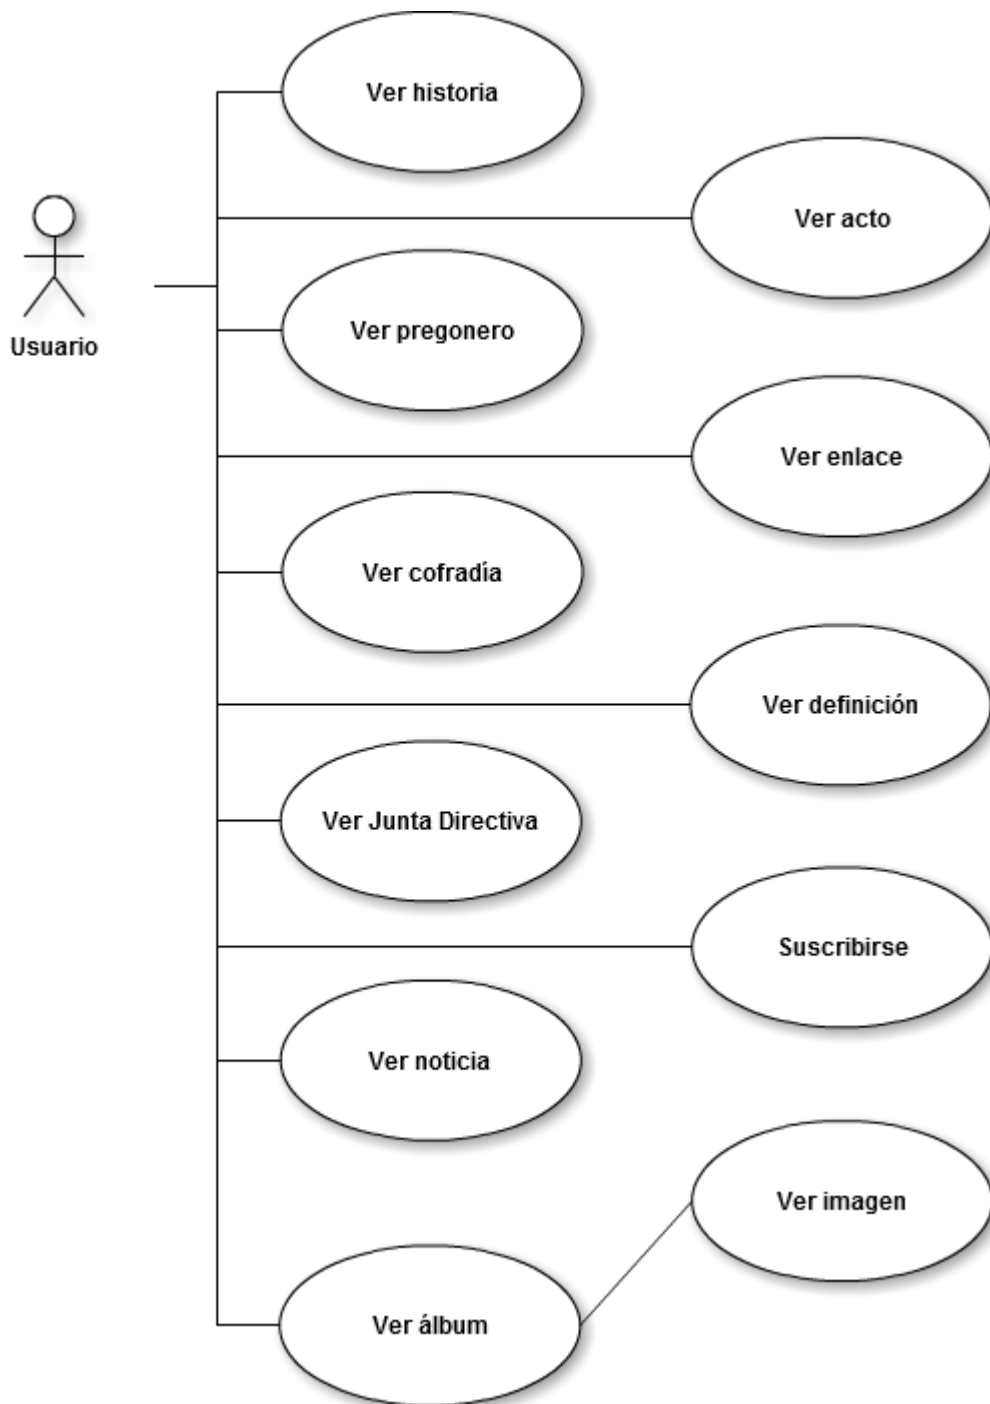 Ver historia
Ver acto
Usuario
Ver pregonero
Ver enlace
Ver cofradía
Ver definición
Ver Junta Directiva
Suscribirse
Ver noticia
Ver imagen
Ver álbum